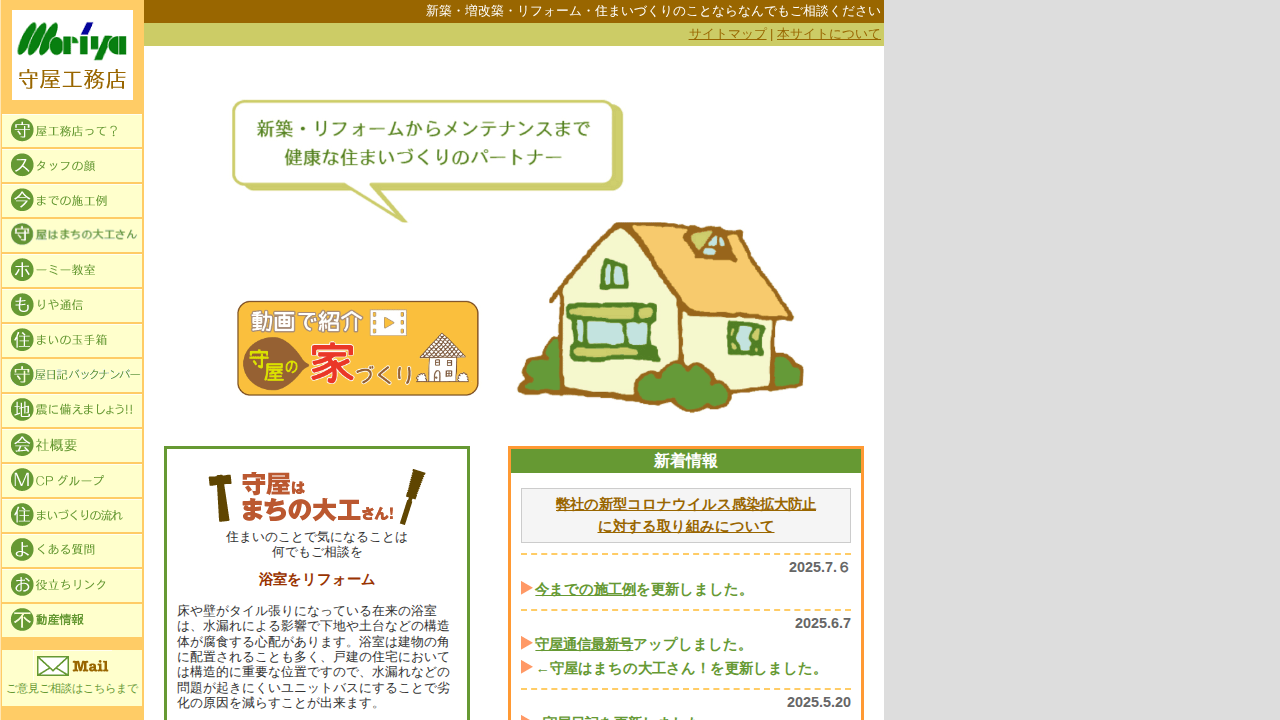 新築・増改築・リフォーム・住まいづくりのことならなんでもご相談ください
サイトマップ | 本サイトについて
Moriya
守屋工務店
守屋工務店って？
スタッフの顔
今までの施工例
守屋はまちの大工さん
ホーミー教室
もりや通信
住まいの玉手箱
守屋日記バックナンバー
地震に備えましょう!!
会社概要
MCPグループ
住まいづくりの流れ
よくある質問
お役立ちリンク
不動産情報
Mail
ご意見ご相談はこちらまで
新築・リフォームからメンテナンスまで
健康な住まいづくりのパートナー
動画で紹介
守屋の
家づくり
守屋は
まちの大工さん!
住まいのことで気になることは
何でもご相談を
浴室をリフォーム
床や壁がタイル張りになっている在来の浴室
は、水漏れによる影響で下地や土台などの構造
体が腐食する心配があります。浴室は建物の角
に配置されることも多く、戸建の住宅において
は構造的に重要な位置ですので、水漏れなどの
問題が起きにくいユニットバスにすることで劣
化の原因を減らすことが出来ます。
新着情報
弊社の新型コロナウイルス感染拡大防止
に対する取り組みについて
2025.7.６
今までの施工例を更新しました。
2025.6.7
守屋通信最新号アップしました。
←守屋はまちの大工さん！を更新しました。
2025.5.20